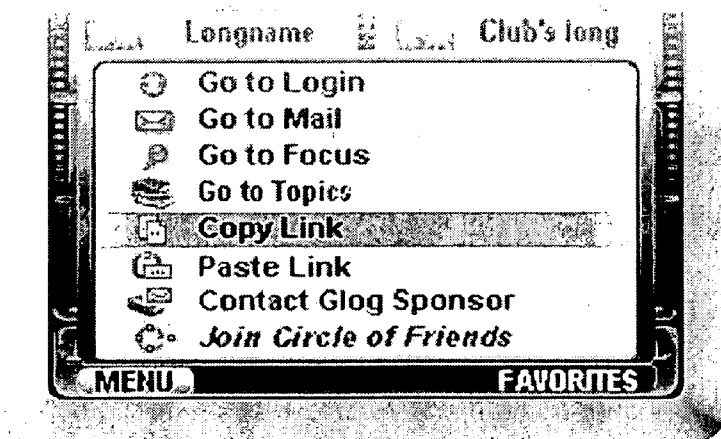 Longname Club's long
Go to Login
Go to Mail
Go to Focus
Go to Topics
Copy Link
Paste Link
Contact Glog Sponsor
Join Circle of Friends
MENU FAVORITES